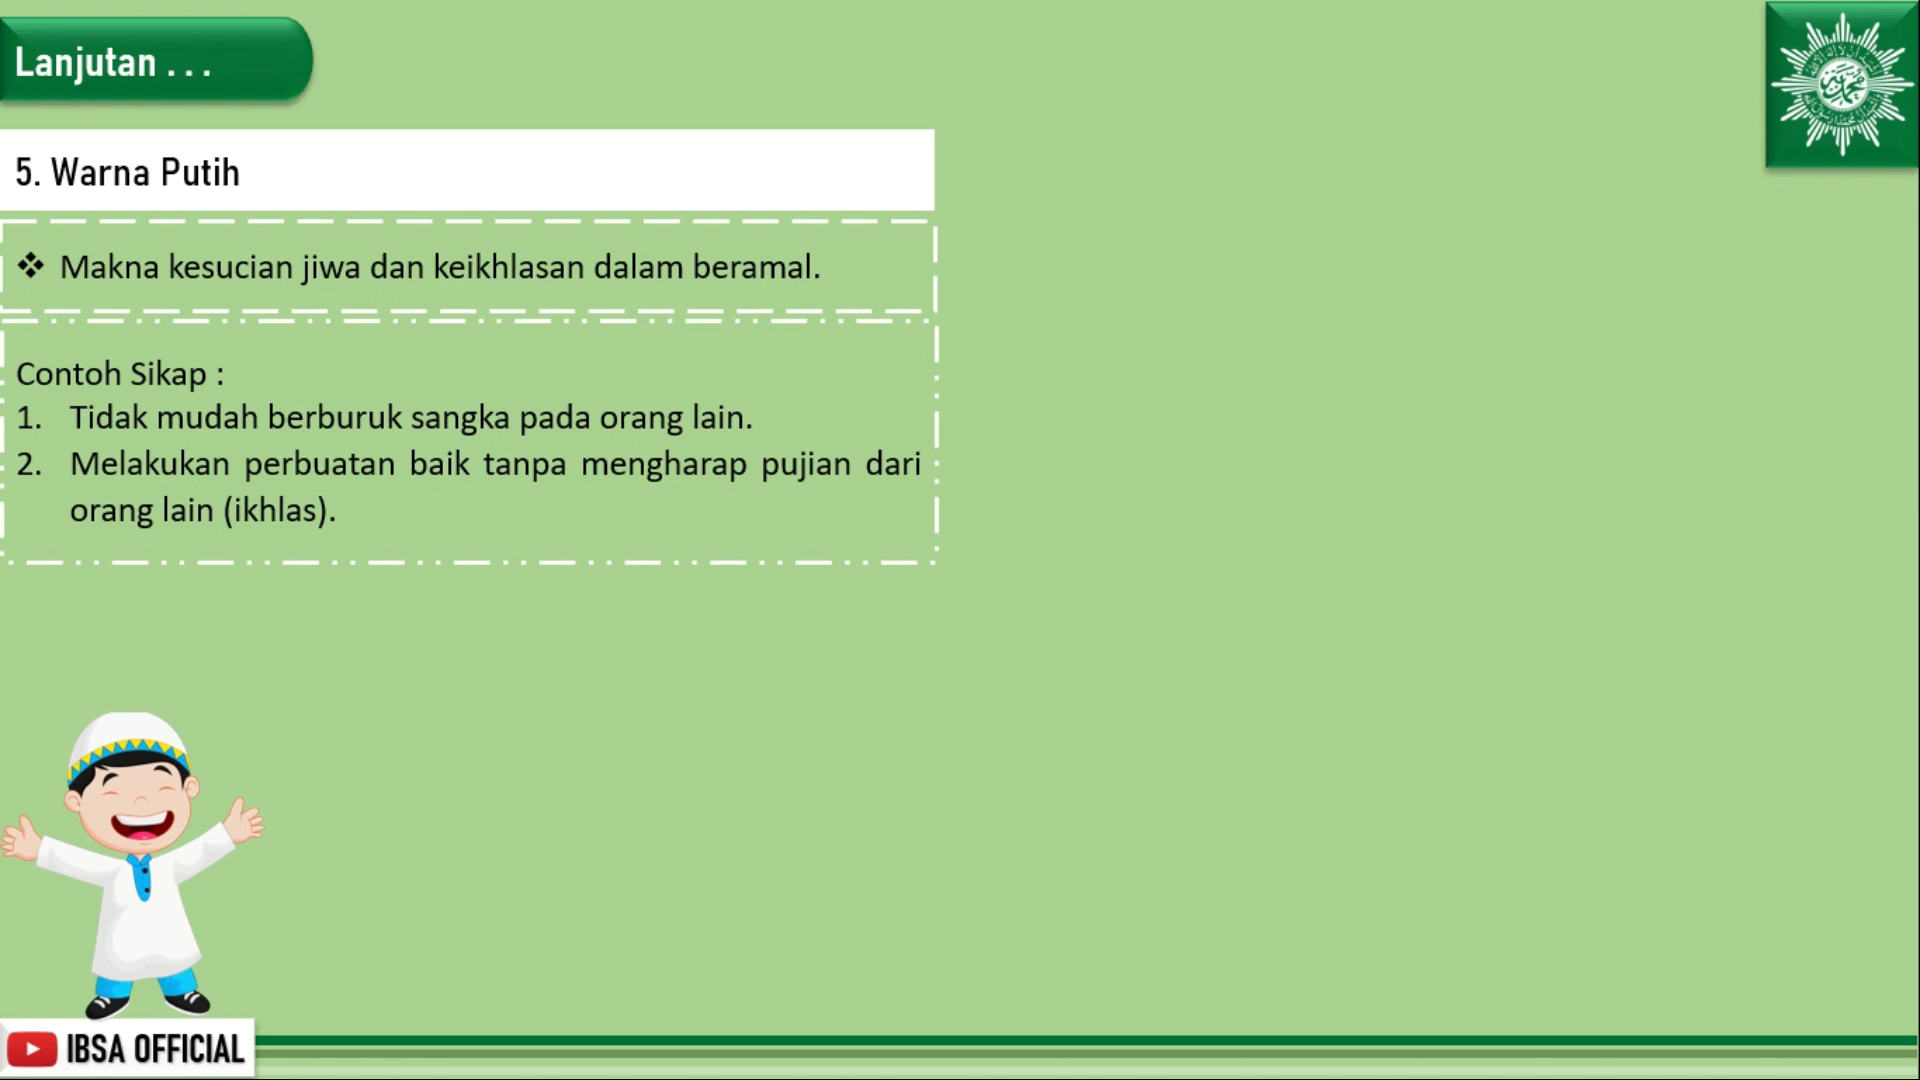 Lanjutan . . .
5. Warna Putih
❖ Makna kesucian jiwa dan keikhlasan dalam beramal.
Contoh Sikap :
1. Tidak mudah berburuk sangka pada orang lain.
2. Melakukan perbuatan baik tanpa mengharap pujian dari
orang lain (ikhlas).
IBSA OFFICIAL